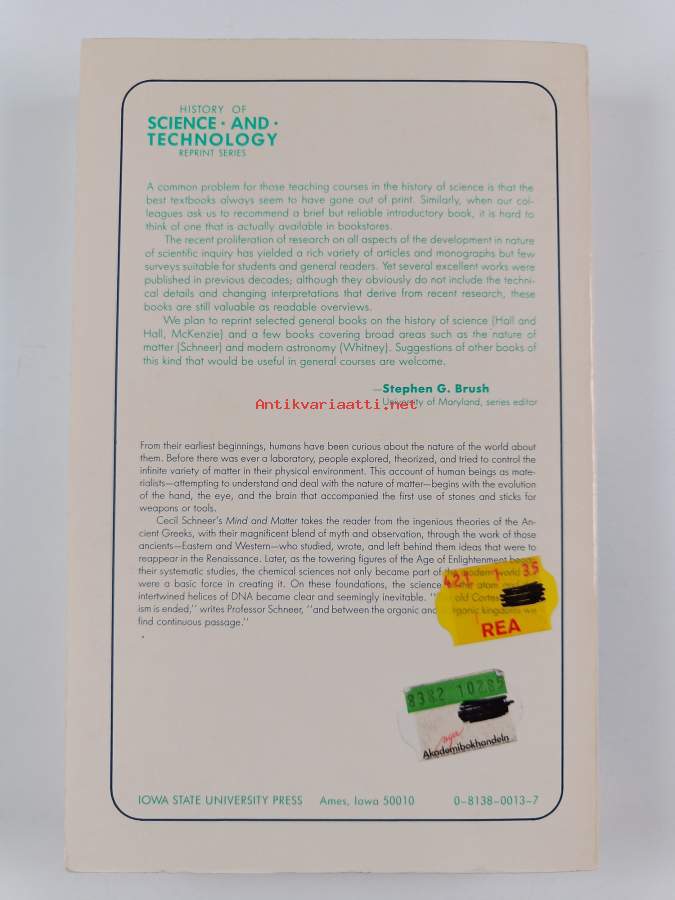 HISTORY OF
SCIENCE · AND ·
TECHNOLOGY
REPRINT SERIES
A common problem for those teaching courses in the history of science is that the
best textbooks always seem to have gone out of print. Similarly, when our col-
leagues ask us to recommend a brief but reliable introductory book, it is hard to
think of one that is actually available in bookstores.
The recent proliferation of research on all aspects of the development in nature
of scientific inquiry has yielded a rich variety of articles and monographs but few
surveys suitable for students and general readers. Yet several excellent works were
published in previous decades; although they obviously do not include the techni-
cal details and changing interpretations that derive from recent research, these
books are still valuable as readable overviews.
We plan to reprint selected general books on the history of science (Hall and
Hall, McKenzie) and a few books covering broad areas such as the nature of
matter (Schneer) and modern astronomy (Whitney). Suggestions of other books of
this kind that would be useful in general courses are welcome.
—Stephen G. Brush
Antikvariaatti.net
University of Maryland, series editor
From their earliest beginnings, humans have been curious about the nature of the world about
them. Before there was ever a laboratory, people explored, theorized, and tried to control the
infinite variety of matter in their physical environment. This account of human beings as mate-
rialists—attempting to understand and deal with the nature of matter—begins with the evolution
of the hand, the eye, and the brain that accompanied the first use of stones and sticks for
weapons or tools.
Cecil Schneer's Mind and Matter takes the reader from the ingenious theories of the An-
cient Greeks, with their magnificent blend of myth and observation, through the work of those
ancients—Eastern and Western—who studied, wrote, and left behind them ideas that were to
reappear in the Renaissance. Later, as the towering figures of the Age of Enlightenment began
their systematic studies, the chemical sciences not only became part of the modern world
were a basic force in creating it. On these foundations, the science of the atom
intertwined helices of DNA became clear and seemingly inevitable. " old
ism is ended," writes Professor Schneer, "and between the organic and kingdoms we
find continuous passage."
35
REA
8382 10285
nya
Akademibokhandeln
IOWA STATE UNIVERSITY PRESS Ames, Iowa 50010 0-8138-0013-7